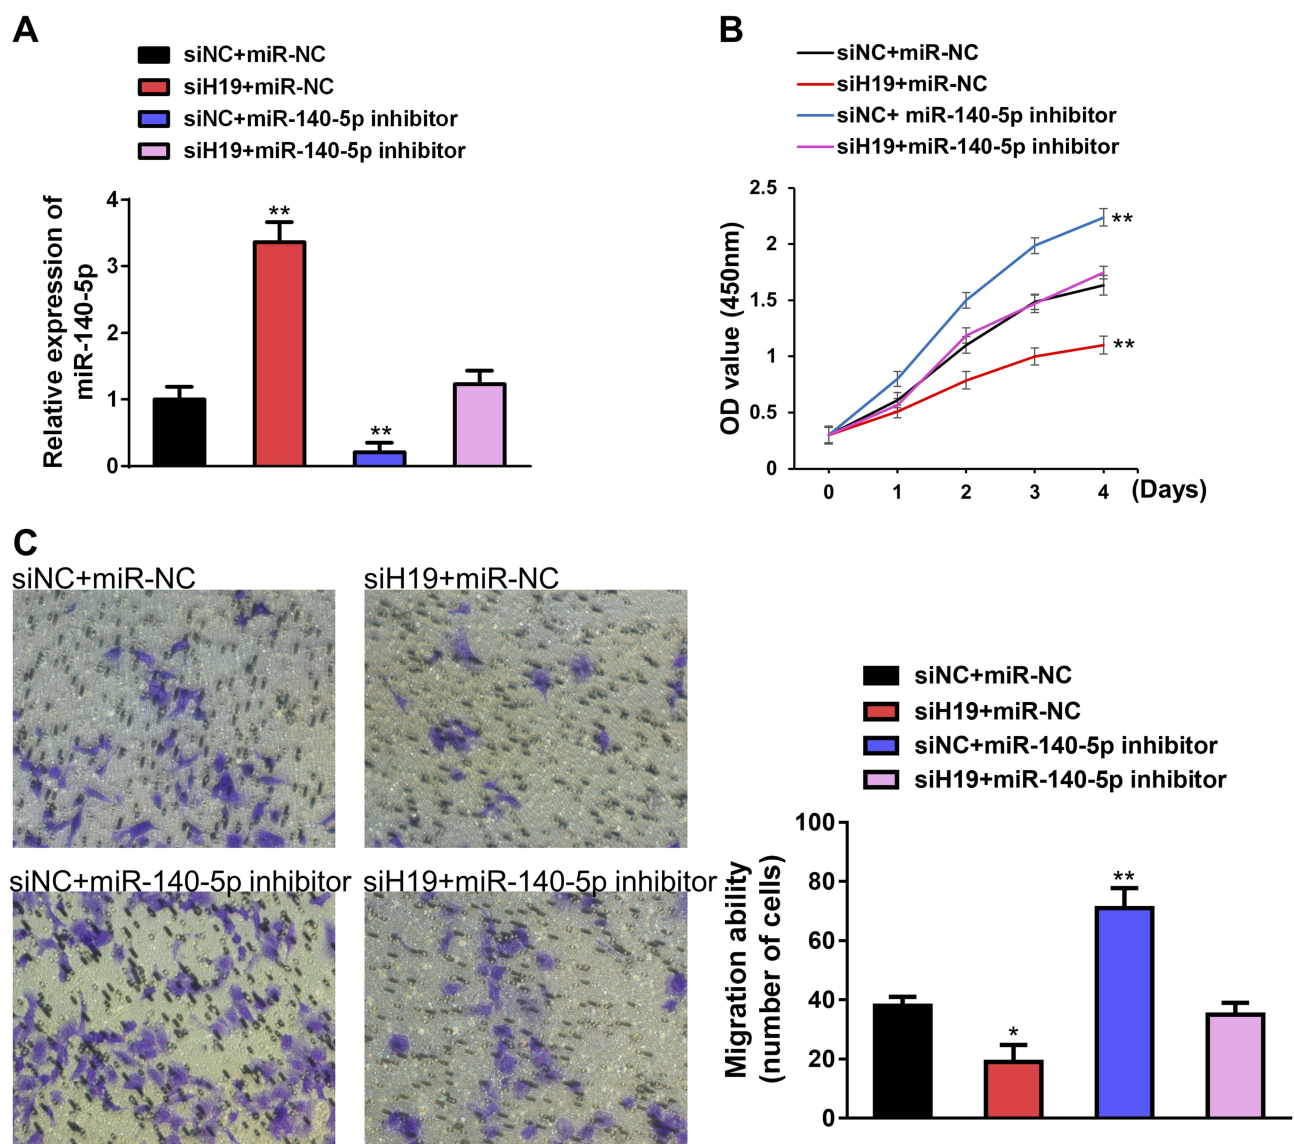 A
siNC+miR-NC
siH19+miR-NC
siNC+miR-140-5p inhibitor
siH19+miR-140-5p inhibitor
Relative expression of
miR-140-5p
4
3
2
1
0
**
**
B
siNC+miR-NC
siH19+miR-NC
siNC+ miR-140-5p inhibitor
siH19+miR-140-5p inhibitor
OD value (450nm)
2.5
2
1.5
1
0.5
0
**
**
0 1 2 3 4 (Days)
C
siNC+miR-NC
siH19+miR-NC
siNC+miR-140-5p inhibitor
siH19+miR-140-5p inhibitor
siNC+miR-NC
siH19+miR-NC
siNC+miR-140-5p inhibitor
siH19+miR-140-5p inhibitor
Migration ability
(number of cells)
100
80
60
40
20
0
*
**